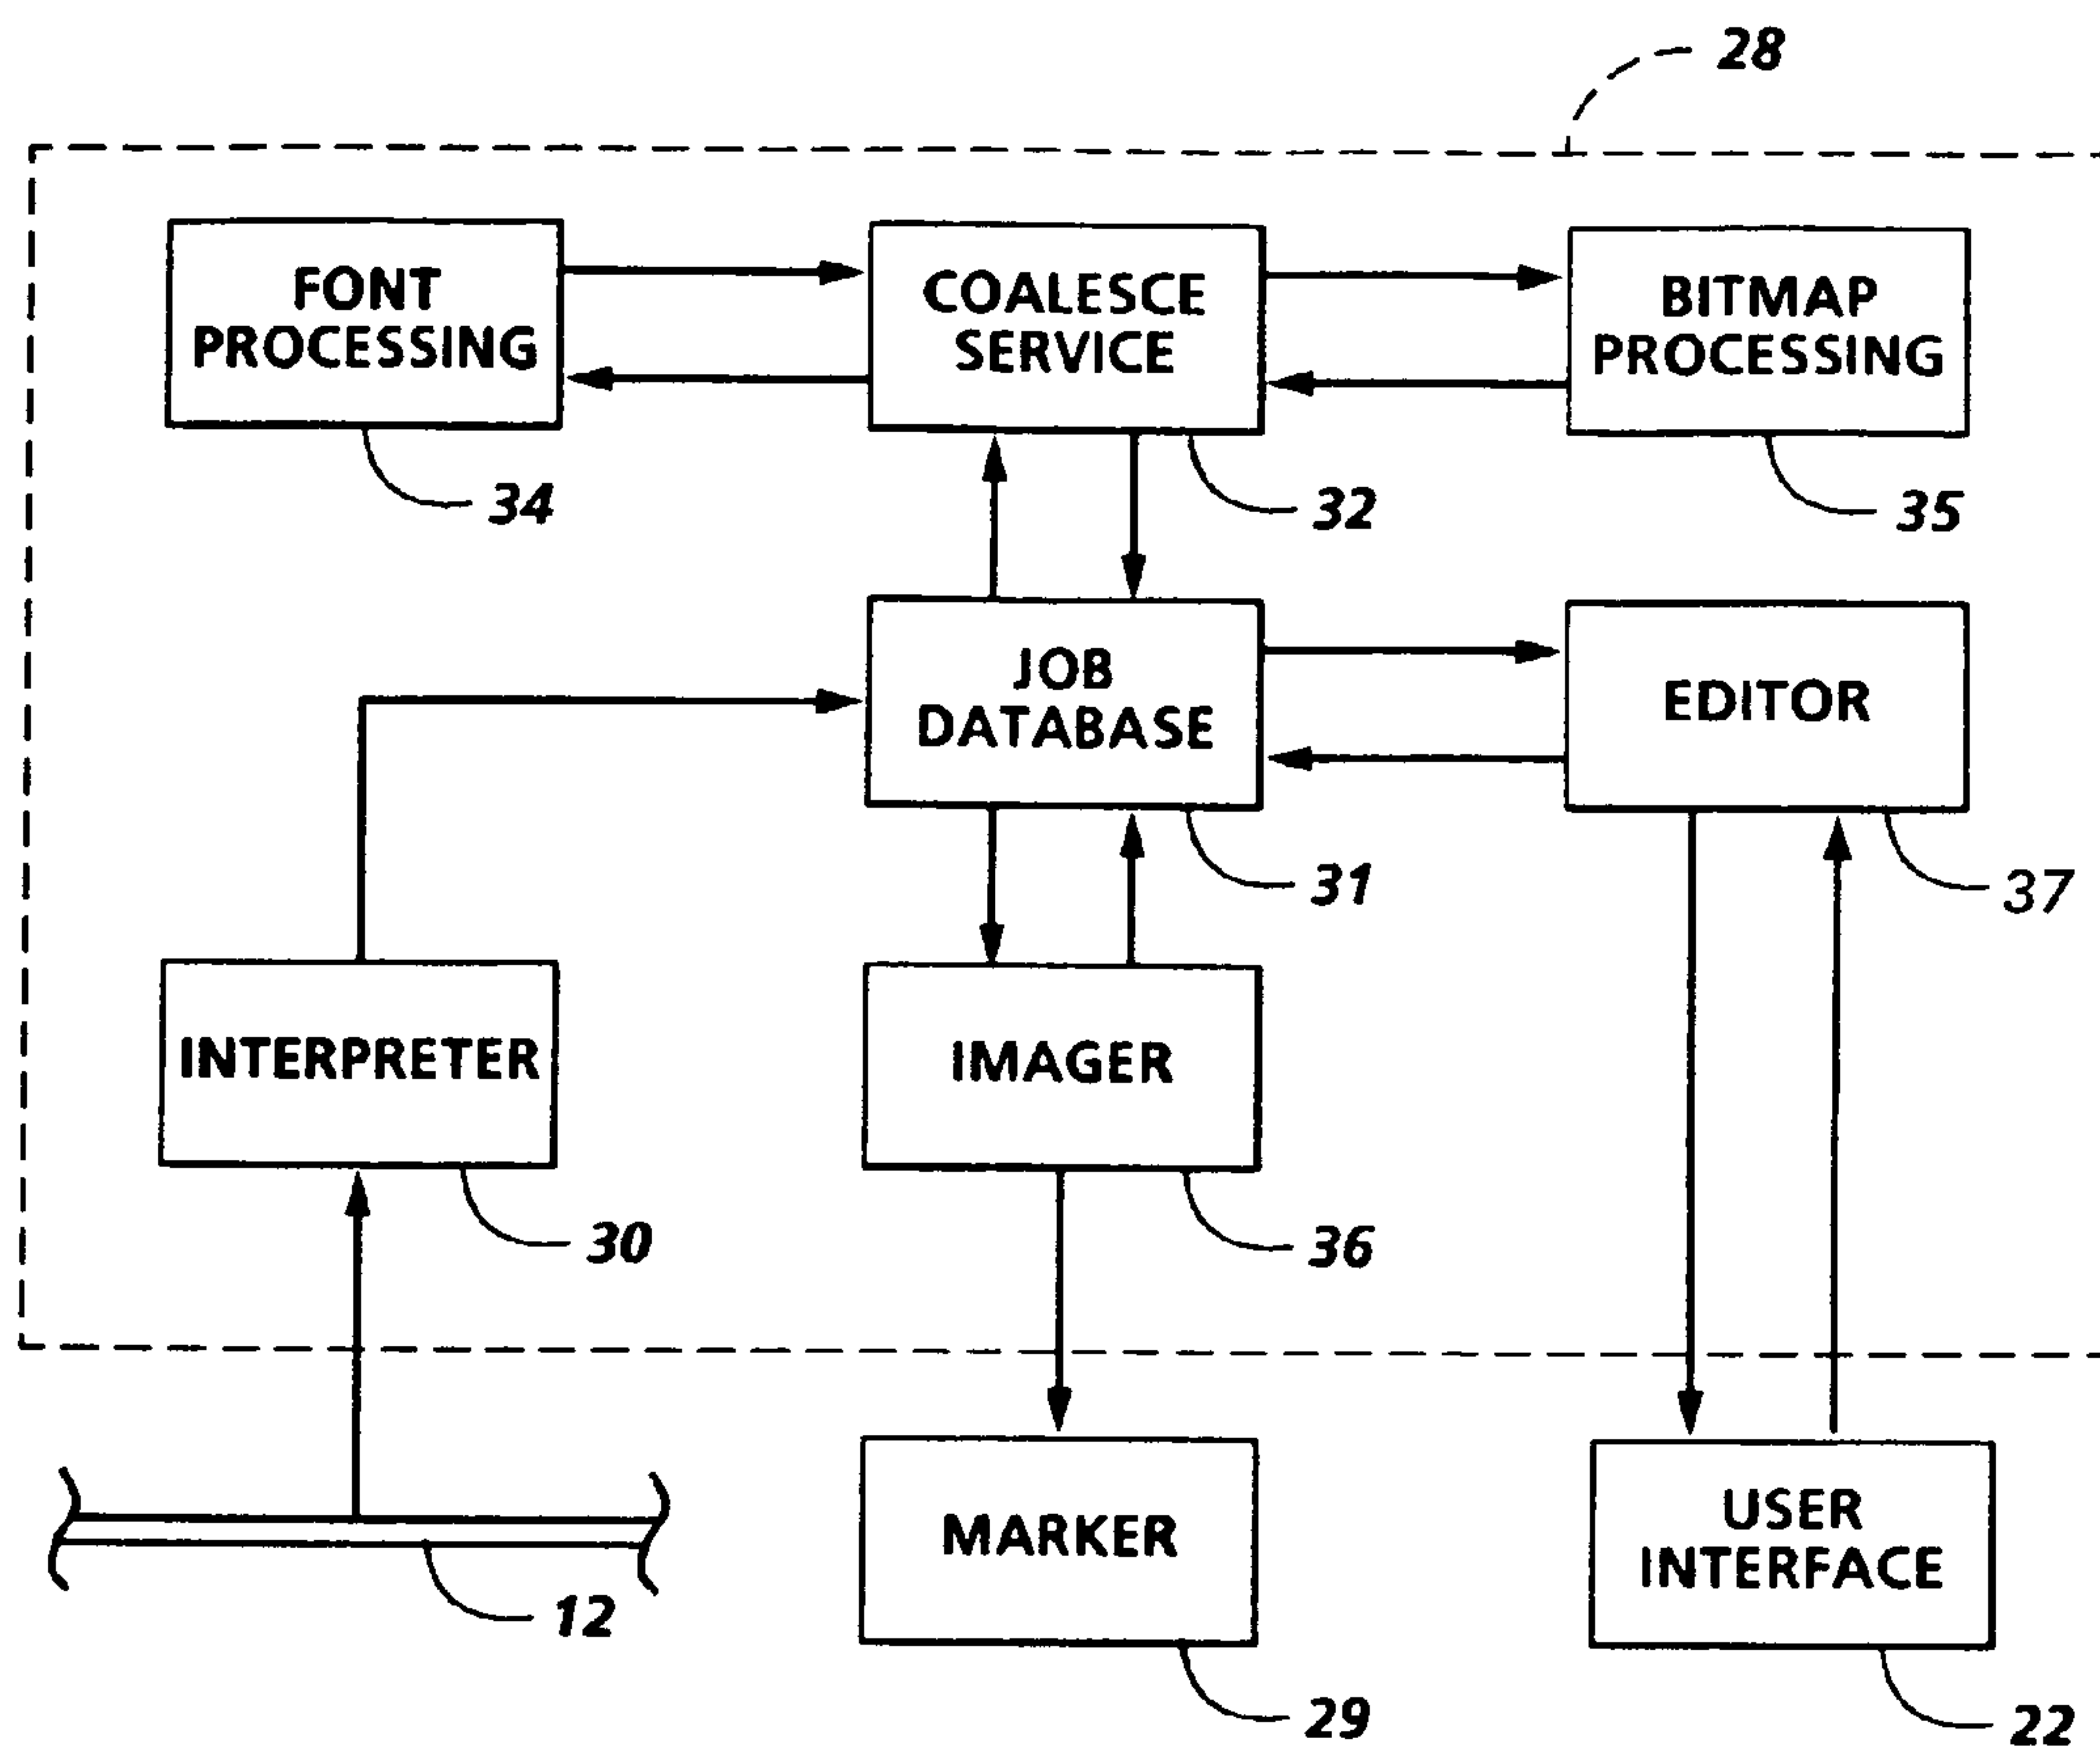 28
FONT
PROCESSING
COALESCE
SERVICE
BITMAP
PROCESSING
34
32
35
JOB
DATABASE
EDITOR
31
37
INTERPRETER
IMAGER
30
36
MARKER
USER
INTERFACE
12
29
22